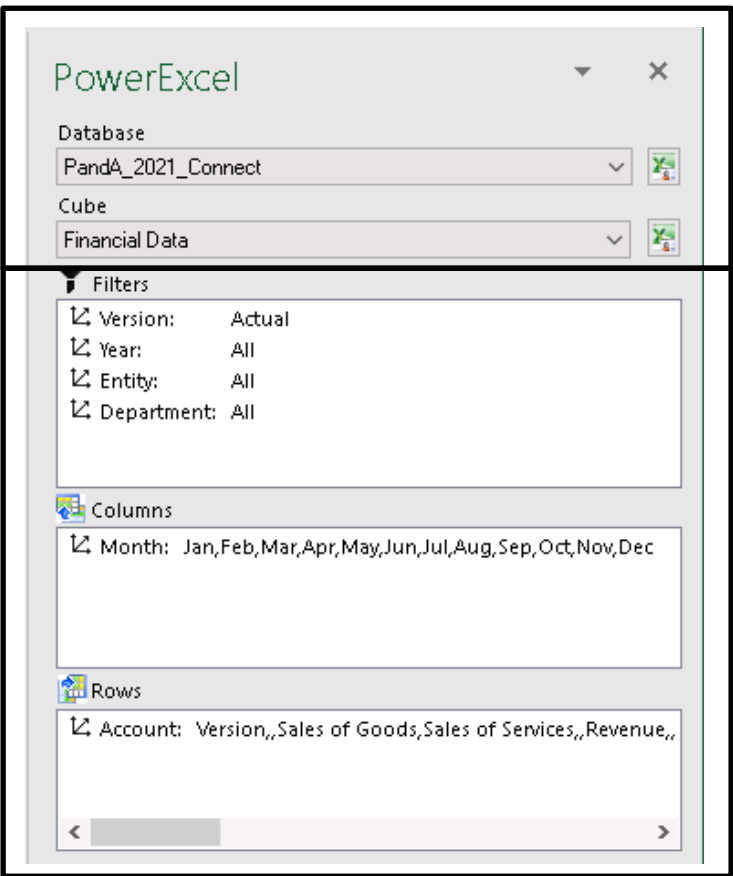 PowerExcel
Database
PandA_2021_Connect
Cube
Financial Data
Filters
Version: Actual
Year: All
Entity: All
Department: All
Columns
Month: Jan,Feb,Mar,Apr,May,Jun,Jul,Aug,Sep,Oct,Nov,Dec
Rows
Account: Version,,Sales of Goods,Sales of Services,,Revenue,,